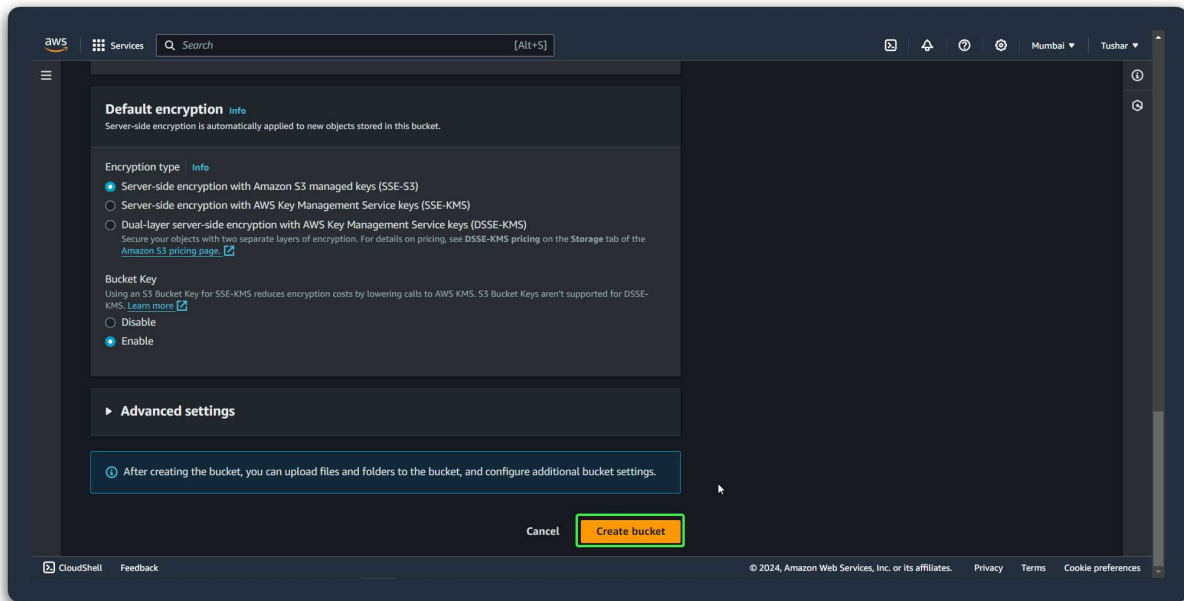 aws
Services
Search
[Alt+S]
Mumbai
Tushar
Default encryption Info
Server-side encryption is automatically applied to new objects stored in this bucket.
Encryption type Info
Server-side encryption with Amazon S3 managed keys (SSE-S3)
Server-side encryption with AWS Key Management Service keys (SSE-KMS)
Dual-layer server-side encryption with AWS Key Management Service keys (DSSE-KMS)
Secure your objects with two separate layers of encryption. For details on pricing, see DSSE-KMS pricing on the Storage tab of the
Amazon S3 pricing page.
Bucket Key
Using an S3 Bucket Key for SSE-KMS reduces encryption costs by lowering calls to AWS KMS. S3 Bucket Keys aren't supported for DSSE-
KMS. Learn more
Disable
Enable
Advanced settings
After creating the bucket, you can upload files and folders to the bucket, and configure additional bucket settings.
Cancel
Create bucket
CloudShell
Feedback
© 2024, Amazon Web Services, Inc. or its affiliates.
Privacy
Terms
Cookie preferences